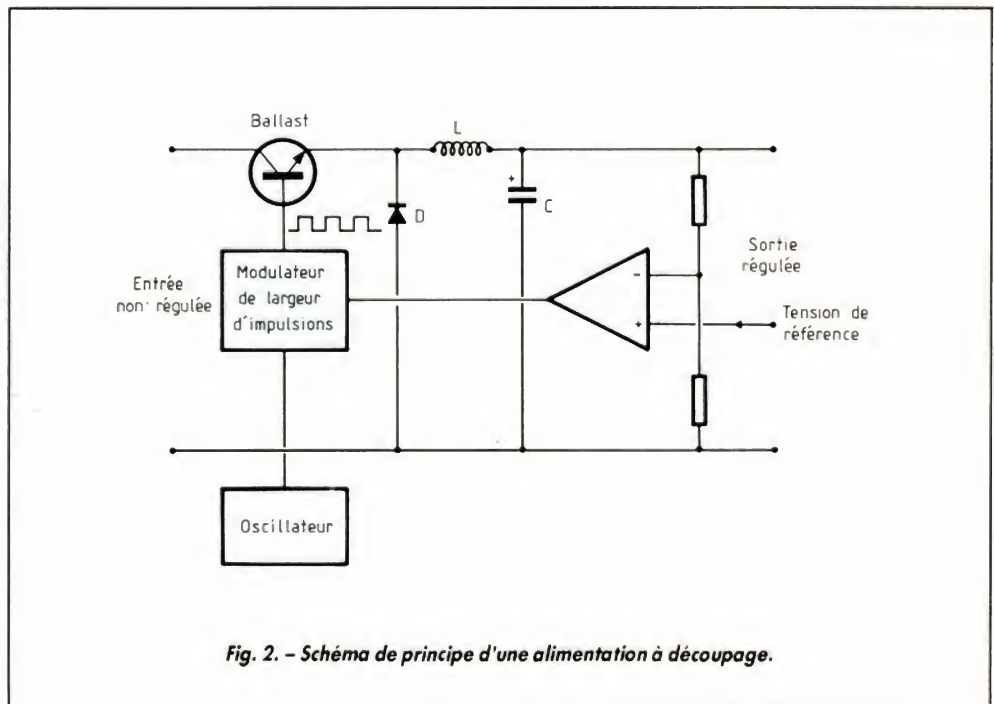 Ballast
L
+
C
D
Modulateur
de largeur
d'impulsions
Entrée
non régulée
-
+
Sortie
régulée
Tension de
référence
Oscillateur
Fig. 2. – Schéma de principe d'une alimentation à découpage.